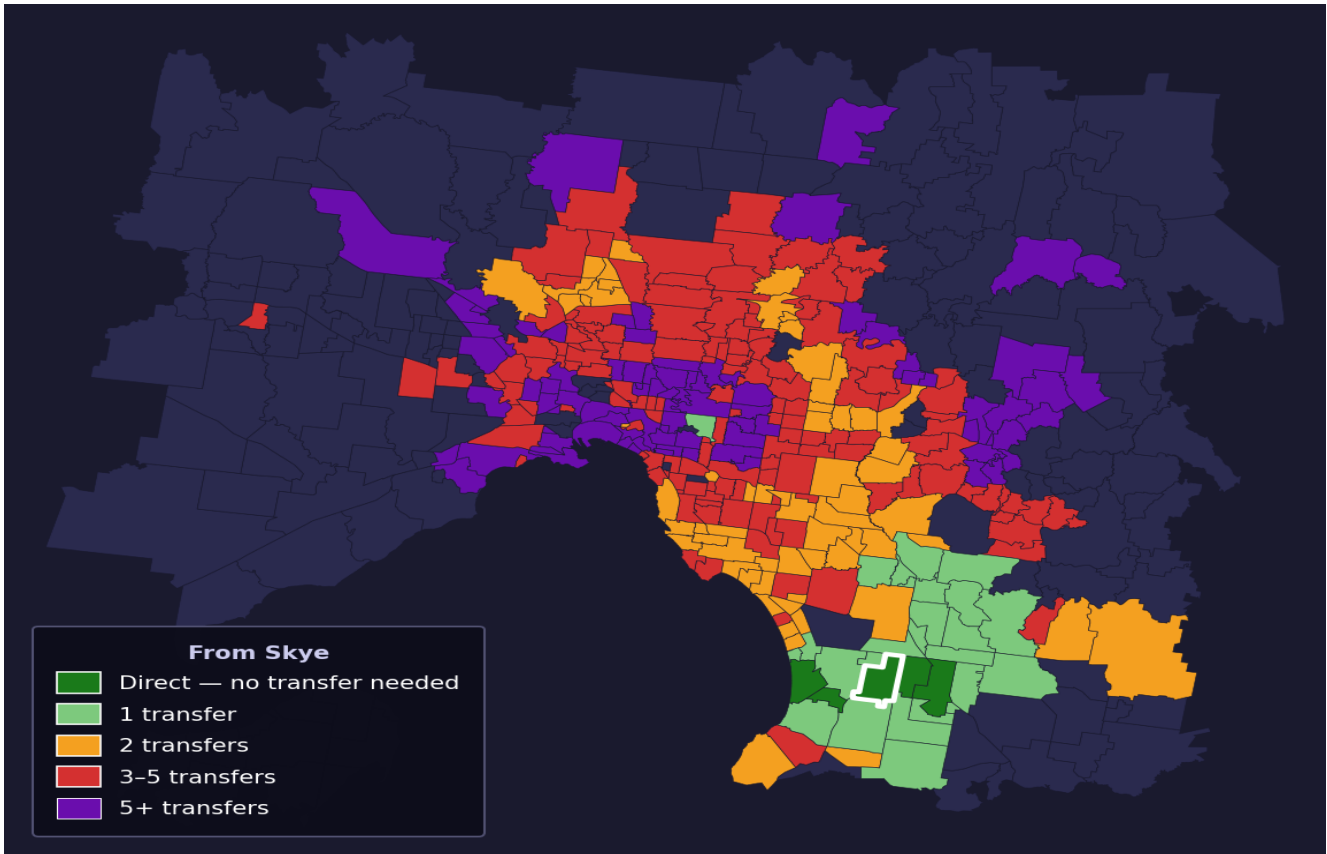 From Skye
Direct — no transfer needed
1 transfer
2 transfers
3–5 transfers
5+ transfers